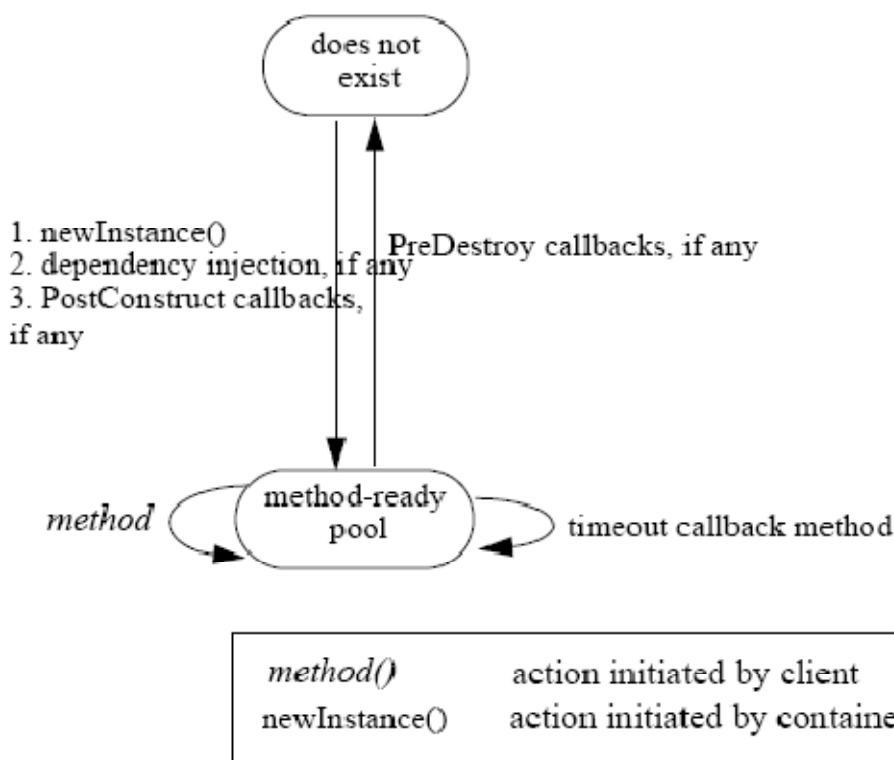 does not
exist
1. newInstance()
2. dependency injection, if any
3. PostConstruct callbacks,
if any
PreDestroy callbacks, if any
method-ready
pool
method
timeout callback method
method() action initiated by client
newInstance() action initiated by containe